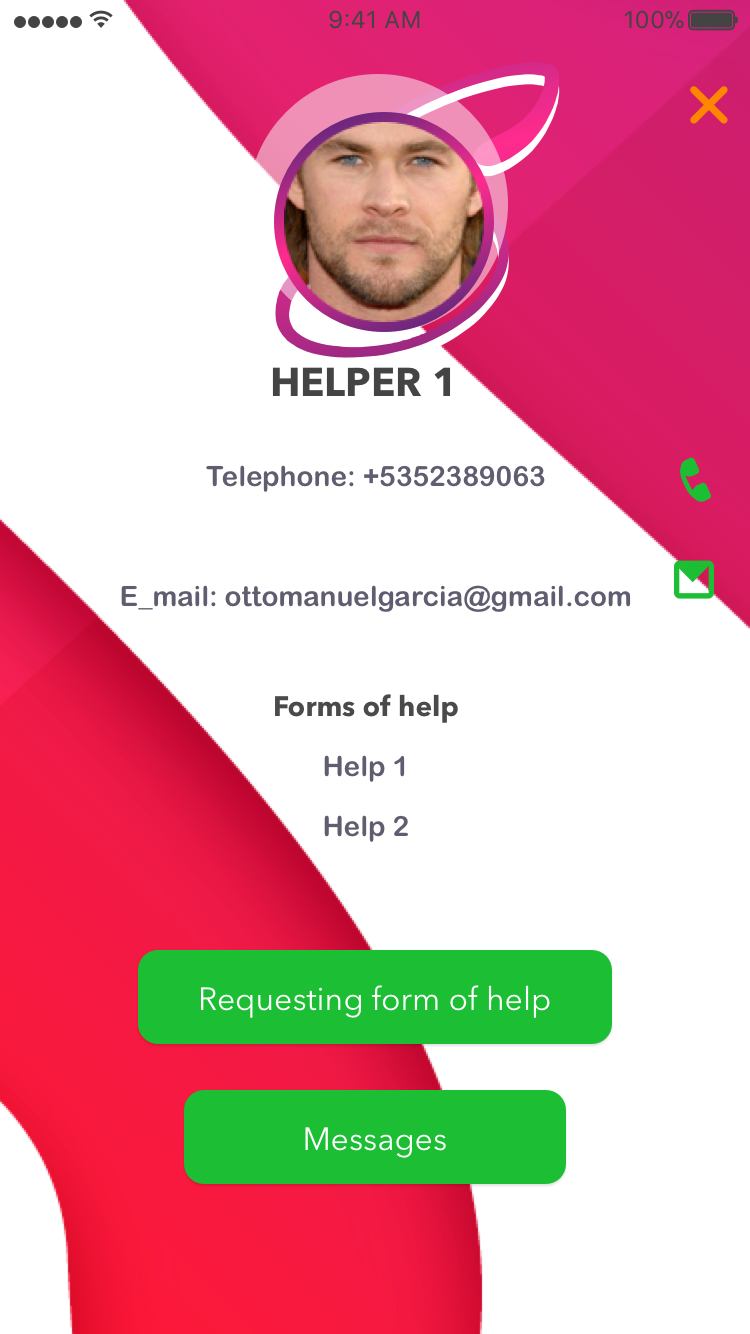 9:41 AM 100%
HELPER 1
Telephone: +5352389063
E_mail: ottomanuelgarcia@gmail.com
Forms of help
Help 1
Help 2
Requesting form of help
Messages